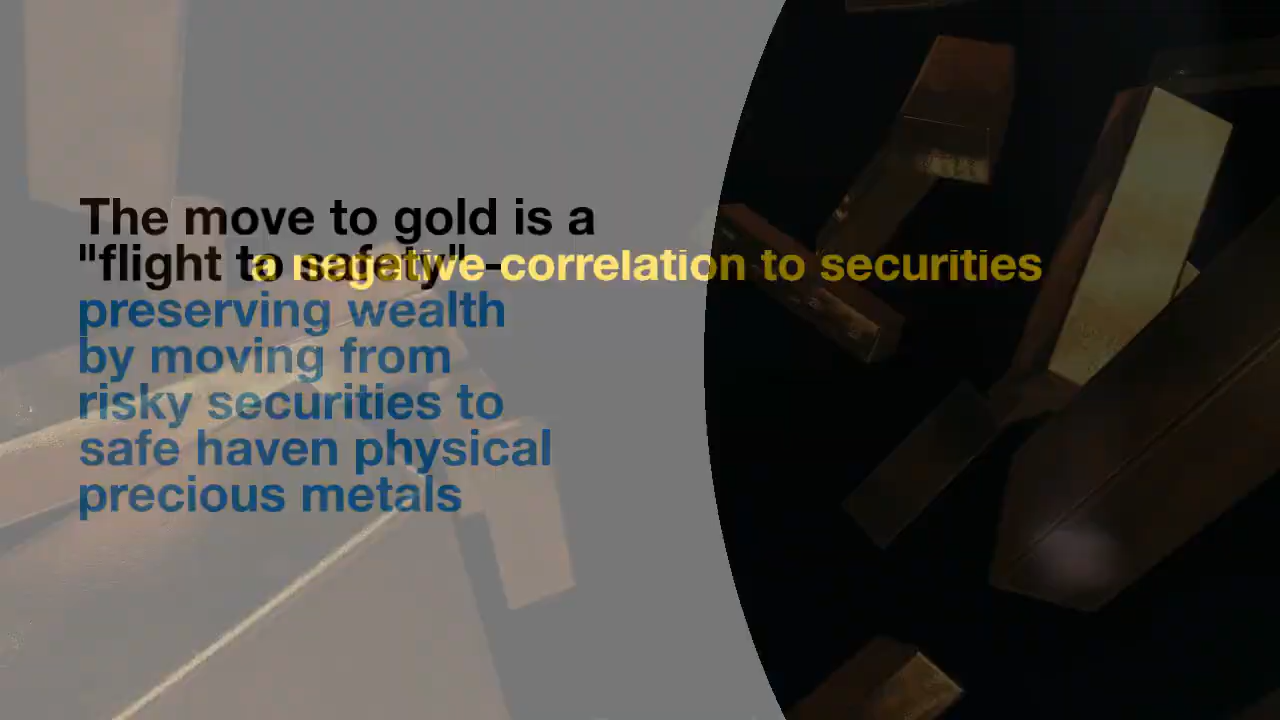 The move to gold is a
"flight to safety" –
a negative correlation to securities
preserving wealth
by moving from
risky securities to
safe haven physical
precious metals